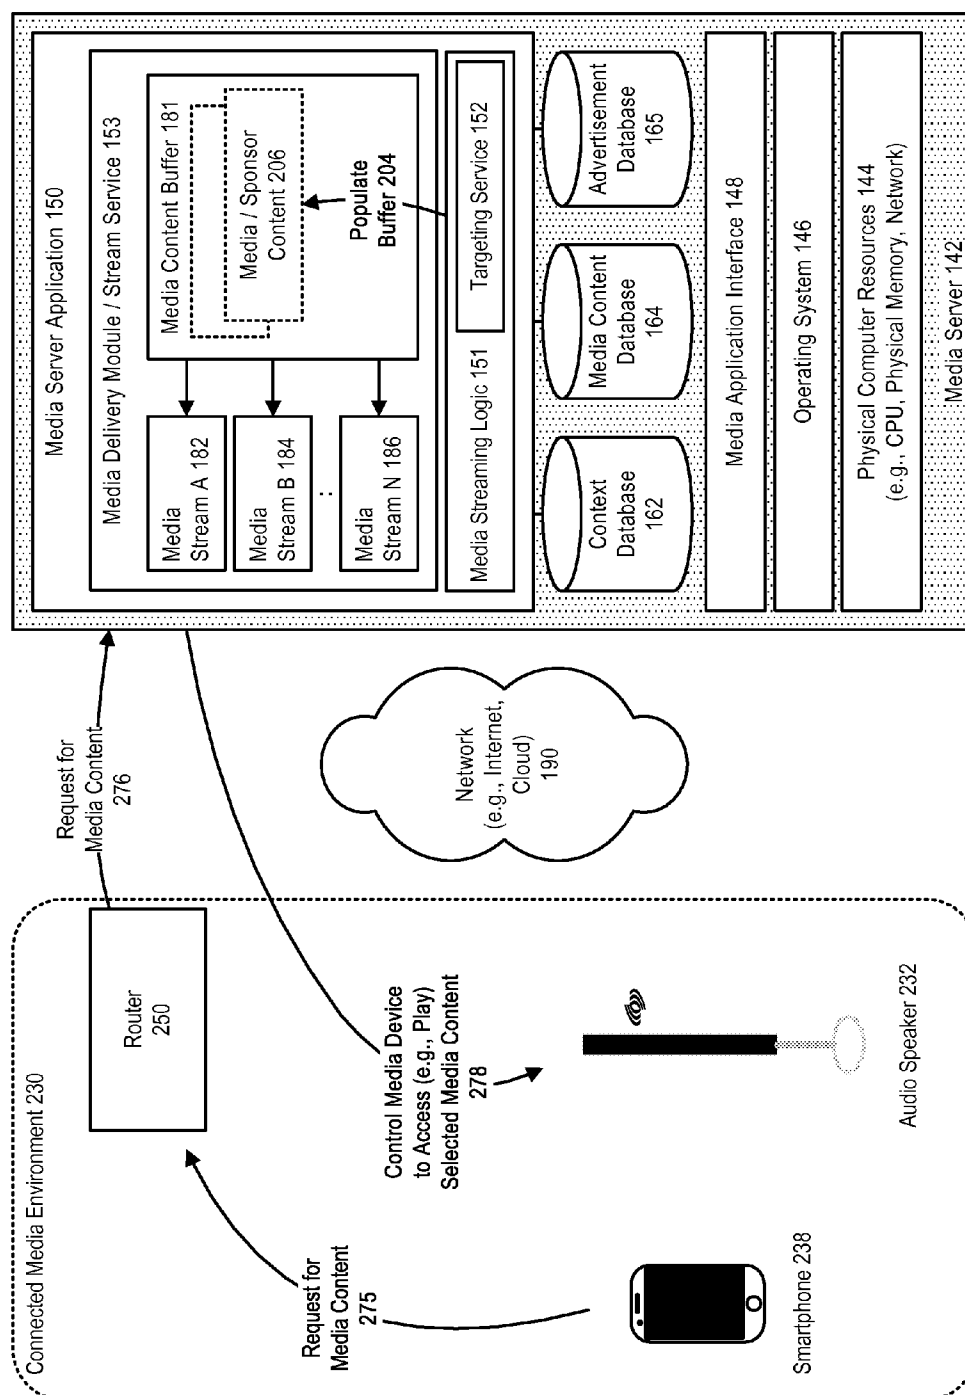 Connected Media Environment 230
Router
250
Request for
Media Content
275
Smartphone 238
Control Media Device
to Access (e.g., Play)
Selected Media Content
278
Audio Speaker 232
Request for
Media Content
276
Network
(e.g., Internet,
Cloud)
190
Media Server Application 150
Media Delivery Module / Stream Service 153
Media
Stream A 182
Media
Stream B 184
:
Media
Stream N 186
Media Content Buffer 181
Media / Sponsor
Content 206
Populate
Buffer 204
Media Streaming Logic 151
Targeting Service 152
Context
Database
162
Media Content
Database
164
Advertisement
Database
165
Media Application Interface 148
Operating System 146
Physical Computer Resources 144
(e.g., CPU, Physical Memory, Network)
Media Server 142